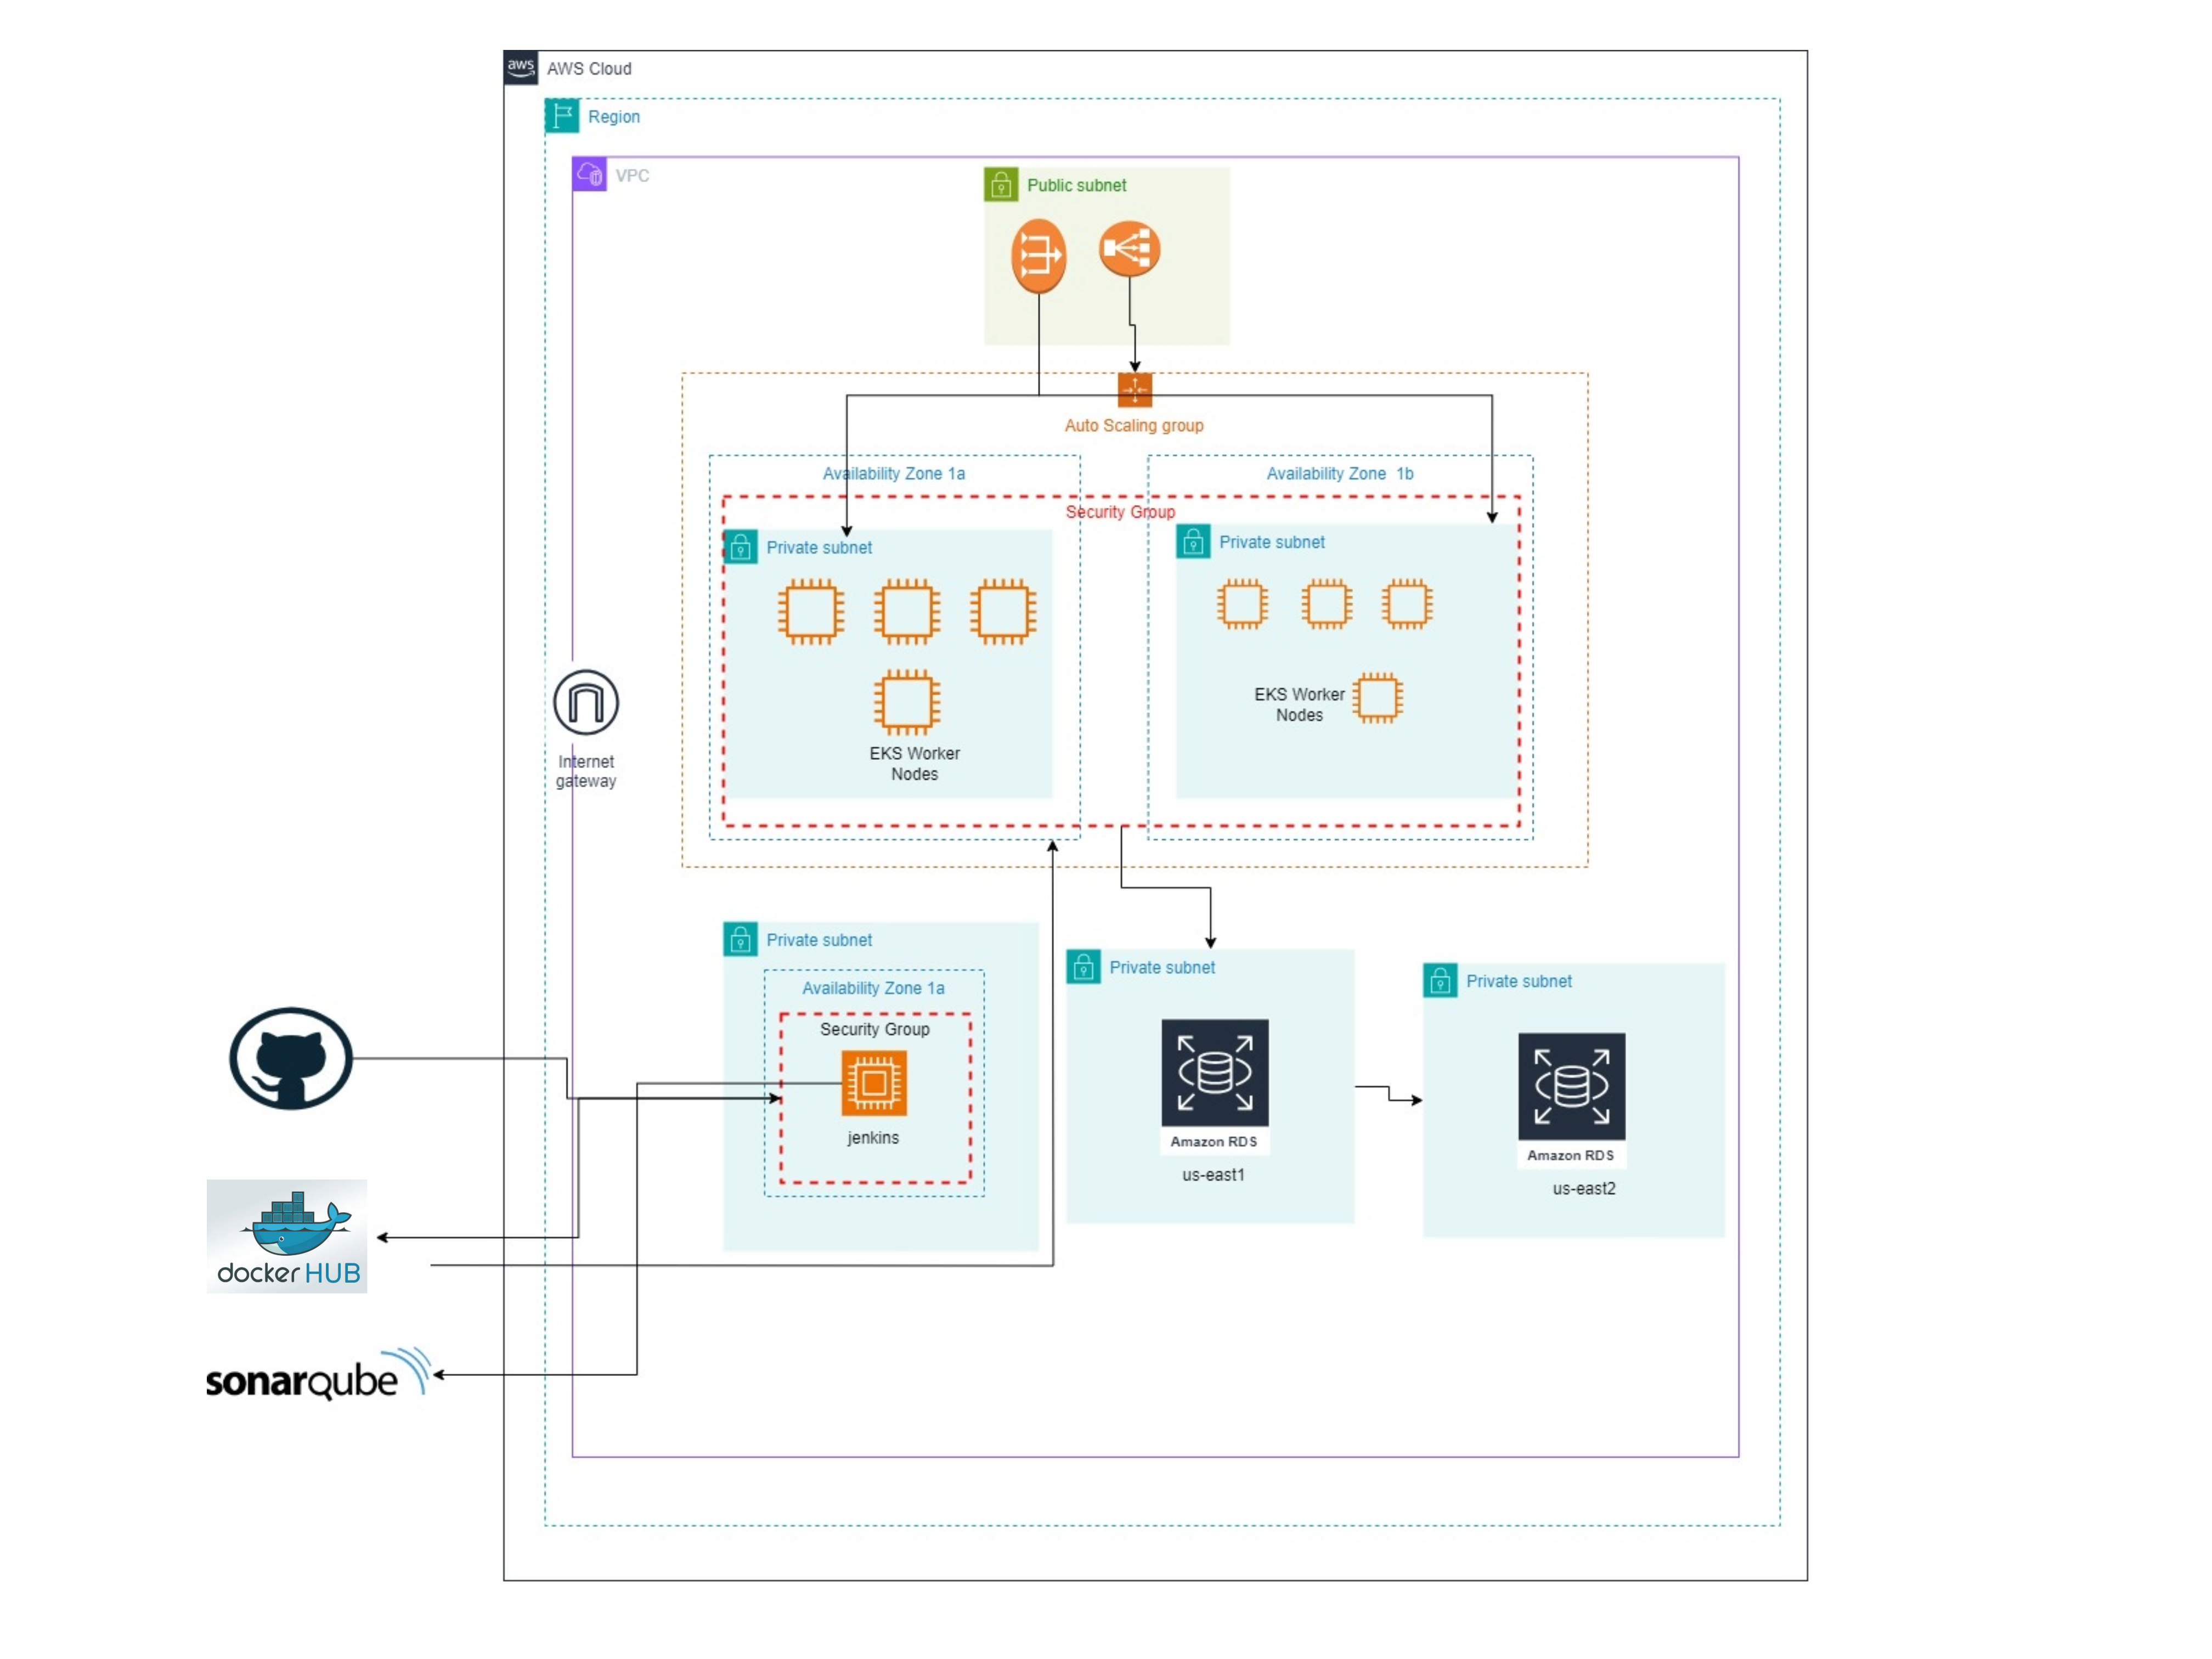 aws
AWS Cloud
Region
VPC
Public subnet
Auto Scaling group
Availability Zone 1a
Availability Zone  1b
Security Group
Private subnet
Private subnet
EKS Worker
Nodes
EKS Worker
Nodes
Internet
gateway
Private subnet
Availability Zone 1a
Security Group
jenkins
Private subnet
Amazon RDS
us-east1
Private subnet
Amazon RDS
us-east2
docker HUB
sonarqube